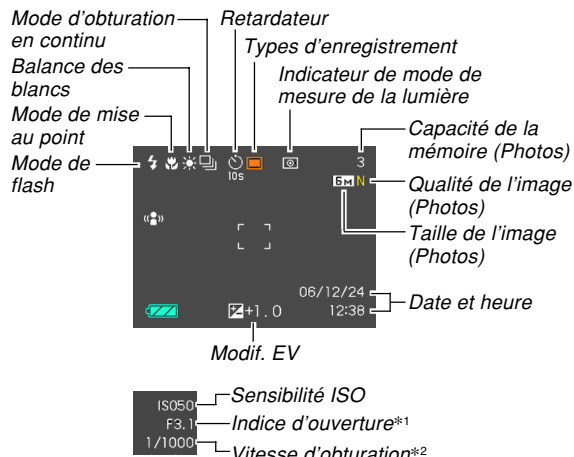 Mode d'obturation
en continu
Retardateur
Types d'enregistrement
Balance des
blancs
Indicateur de mode de
mesure de la lumière
Mode de mise
au point
Mode de
flash
Capacité de la
mémoire (Photos)
Qualité de l'image
(Photos)
Taille de l'image
(Photos)
10s
3
6M N
06/12/24
12:38
Date et heure
+1.0
Modif. EV
ISO50
Sensibilité ISO
F3.1
Indice d'ouverture*1
1/1000
Vitesse d'obturation*2